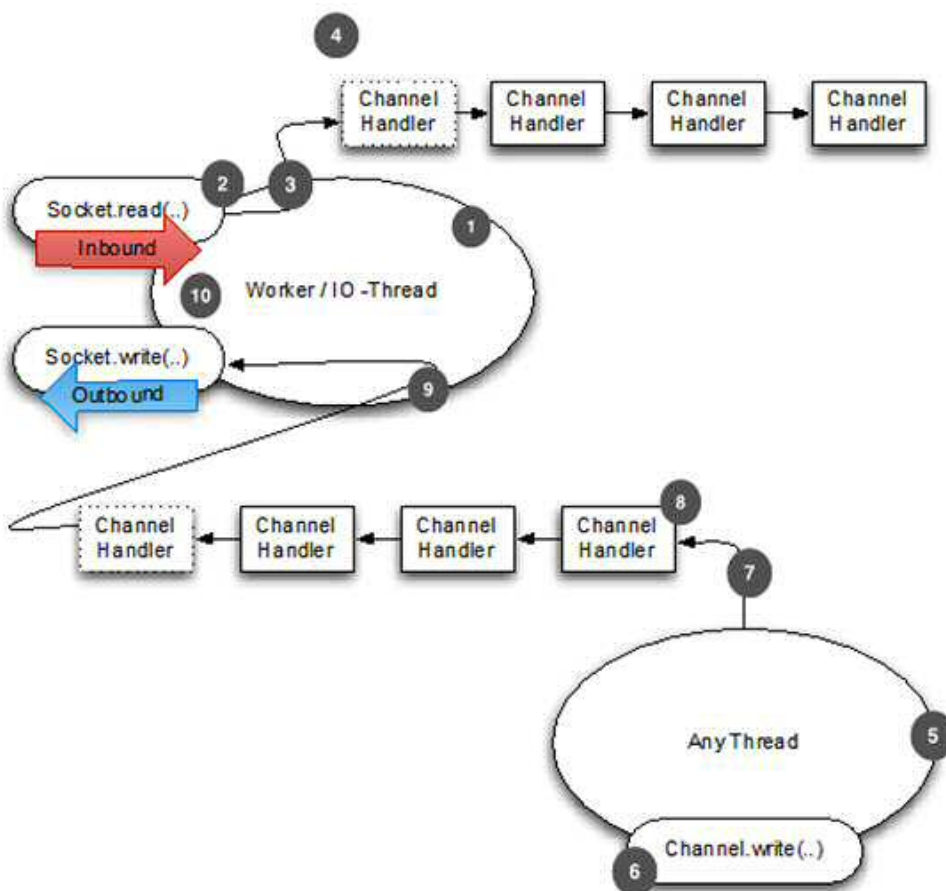 4
Channel
Handler
Channel
Handler
Channel
Handler
Channel
Handler
2
3
Socket.read(..)
1
Inbound
10
Worker / IO -Thread
Socket.write(..)
9
Outbound
8
Channel
Handler
Channel
Handler
Channel
Handler
Channel
Handler
7
5
Any Thread
Channel.write(..)
6